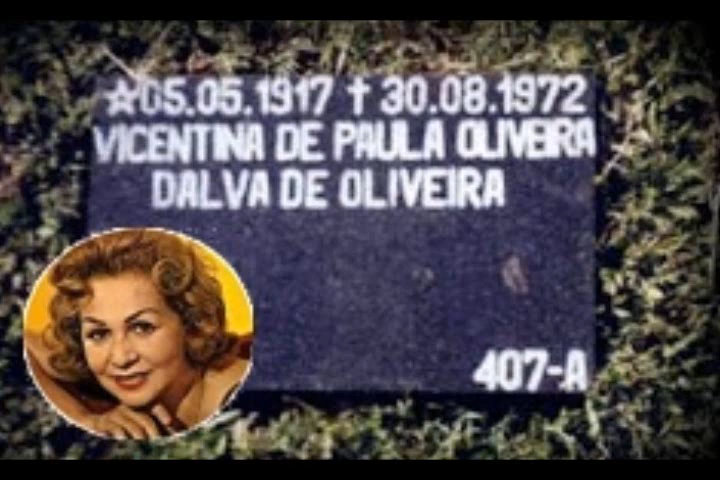 ☆05.05.1917 ✝ 30.08.1972
VICENTINA DE PAULA OLIVEIRA
DALVA DE OLIVEIRA
407-A